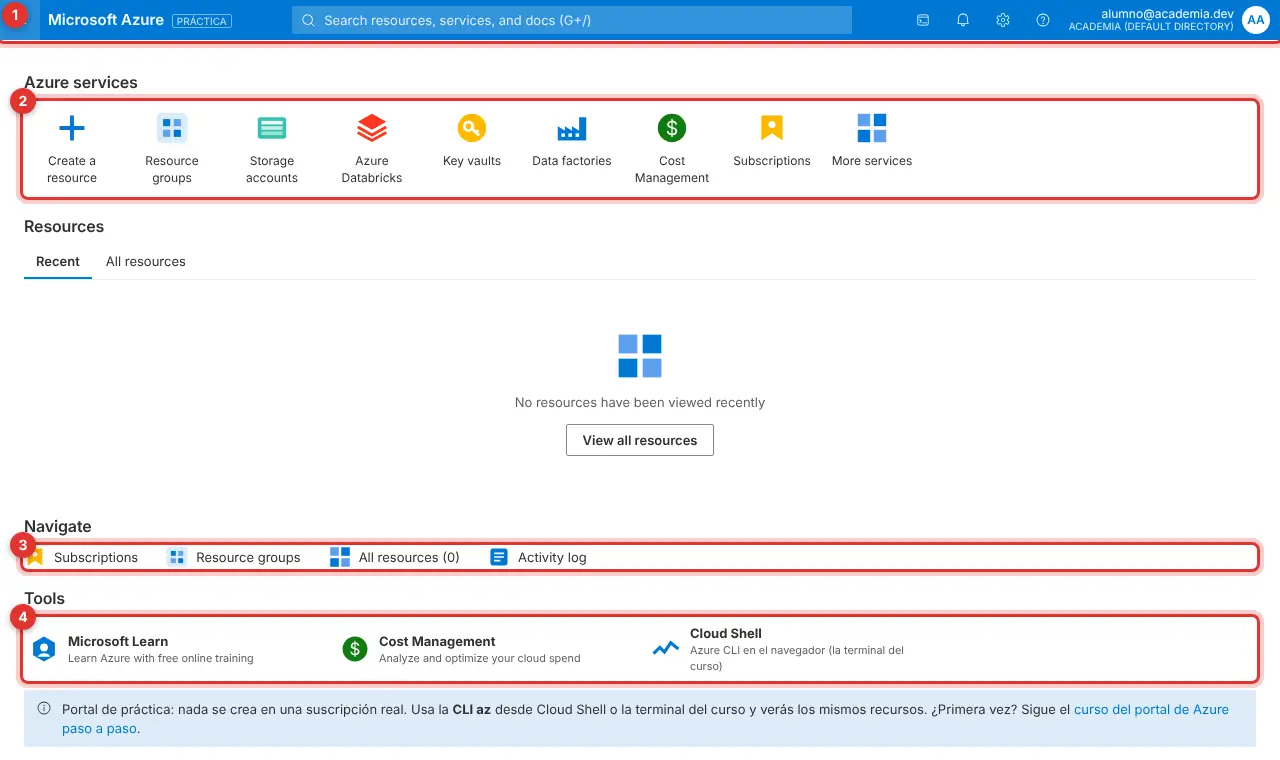 1
Microsoft Azure PRÁCTICA
Search resources, services, and docs (G+/)
alumno@academia.dev
ACADEMIA (DEFAULT DIRECTORY)
AA
Azure services
2
Create a
resource
Resource
groups
Storage
accounts
Azure
Databricks
Key vaults
Data factories
Cost
Management
Subscriptions
More services
Resources
Recent All resources
No resources have been viewed recently
View all resources
Navigate
3
Subscriptions Resource groups All resources (0) Activity log
Tools
4
Microsoft Learn
Learn Azure with free online training
Cost Management
Analyze and optimize your cloud spend
Cloud Shell
Azure CLI en el navegador (la terminal del
curso)
Portal de práctica: nada se crea en una suscripción real. Usa la CLI az desde Cloud Shell o la terminal del curso y verás los mismos recursos. ¿Primera vez? Sigue el curso del portal de Azure
paso a paso.